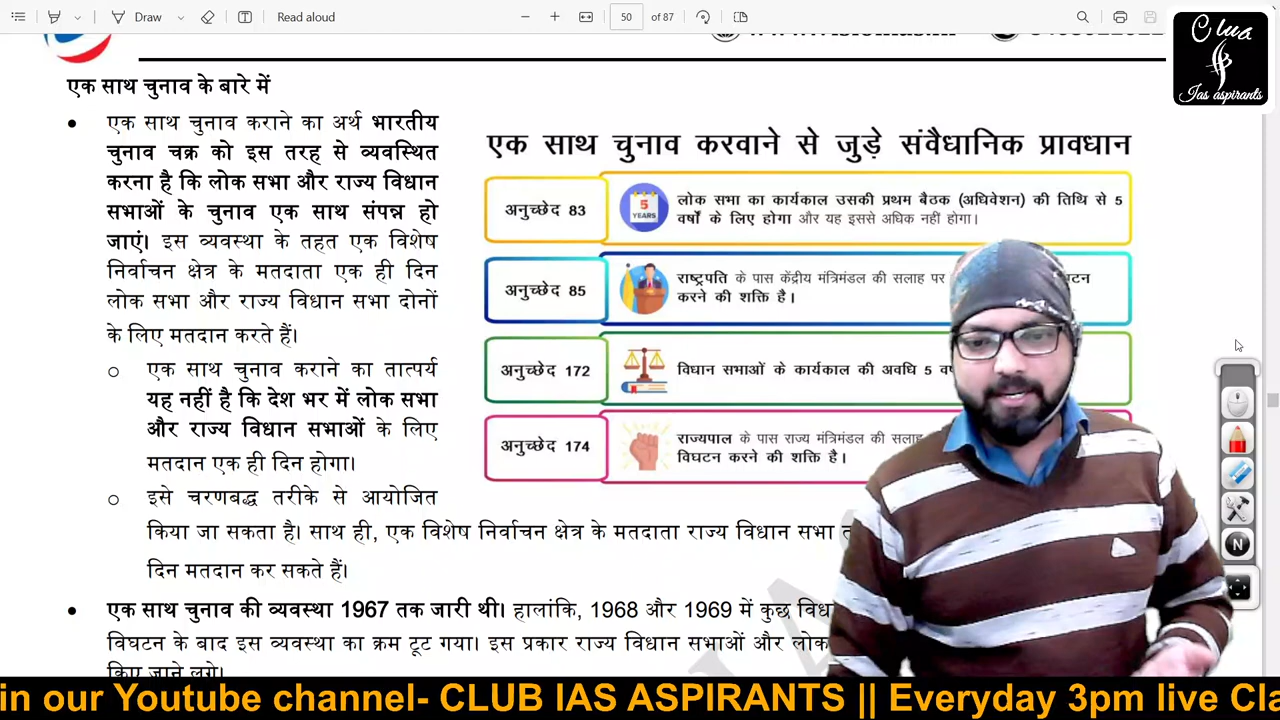 Draw
Read aloud
50
of 87
Clua
Ias aspirants
एक साथ चुनाव के बारे में
एक साथ चुनाव कराने का अर्थ भारतीय
चुनाव चक्र को इस तरह से व्यवस्थित
करना है कि लोक सभा और राज्य विधान
सभाओं के चुनाव एक साथ संपन्न हो
जाएं। इस व्यवस्था के तहत एक विशेष
निर्वाचन क्षेत्र के मतदाता एक ही दिन
लोक सभा और राज्य विधान सभा दोनों
के लिए मतदान करते हैं।
एक साथ चुनाव कराने का तात्पर्य
यह नहीं है कि देश भर में लोक सभा
और राज्य विधान सभाओं के लिए
मतदान एक ही दिन होगा।
इसे चरणबद्ध तरीके से आयोजित
किया जा सकता है। साथ ही, एक विशेष निर्वाचन क्षेत्र के मतदाता राज्य विधान सभा
दिन मतदान कर सकते हैं।
एक साथ चुनाव की व्यवस्था 1967 तक जारी थी। हालांकि, 1968 और 1969 में कुछ
विघटन के बाद इस व्यवस्था का क्रम टूट गया। इस प्रकार राज्य विधान सभाओं और लोक
किए जाने लगे।
एक साथ चुनाव करवाने से जुड़े संवैधानिक प्रावधान
अनुच्छेद 83
5
YEARS
लोक सभा का कार्यकाल उसकी प्रथम बैठक (अधिवेशन) की तिथि से 5
वर्षों के लिए होगा और यह इससे अधिक नहीं होगा।
अनुच्छेद 85
राष्ट्रपति के पास केंद्रीय मंत्रिमंडल की सलाह पर
करने की शक्ति है।
अनुच्छेद 172
विधान सभाओं के कार्यकाल की अवधि 5
अनुच्छेद 174
राज्यपाल के पास राज्य मंत्रिमंडल की सलाह
विघटन करने की शक्ति है।
N
in our Youtube channel- CLUB IAS ASPIRANTS || Everyday 3pm live Cla